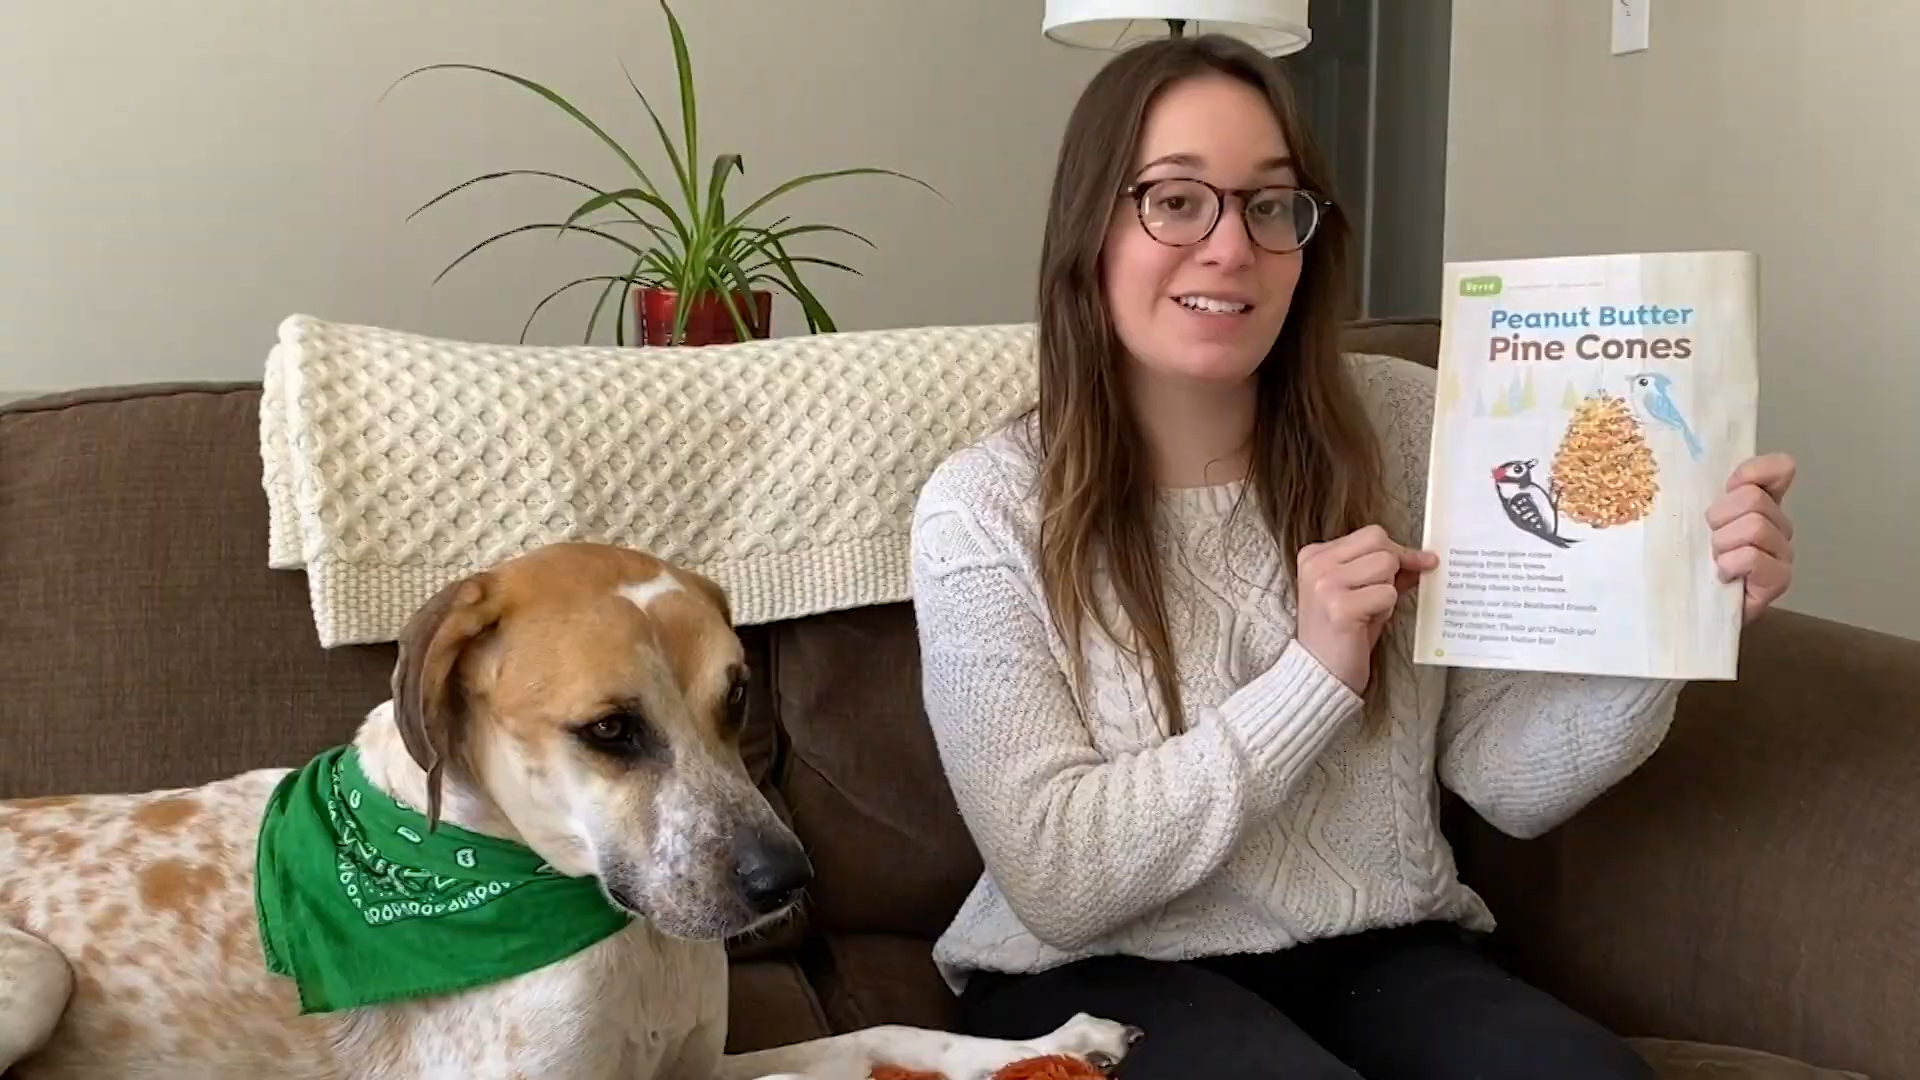 Verse
Peanut Butter
Pine Cones
Peanut butter pine cones
Hanging from the trees.
We roll them in the birdseed
And hang them in the breeze.
We watch our little feathered friends
Picnic in the sun.
They chatter, Thank you! Thank you!
For their peanut butter fun!